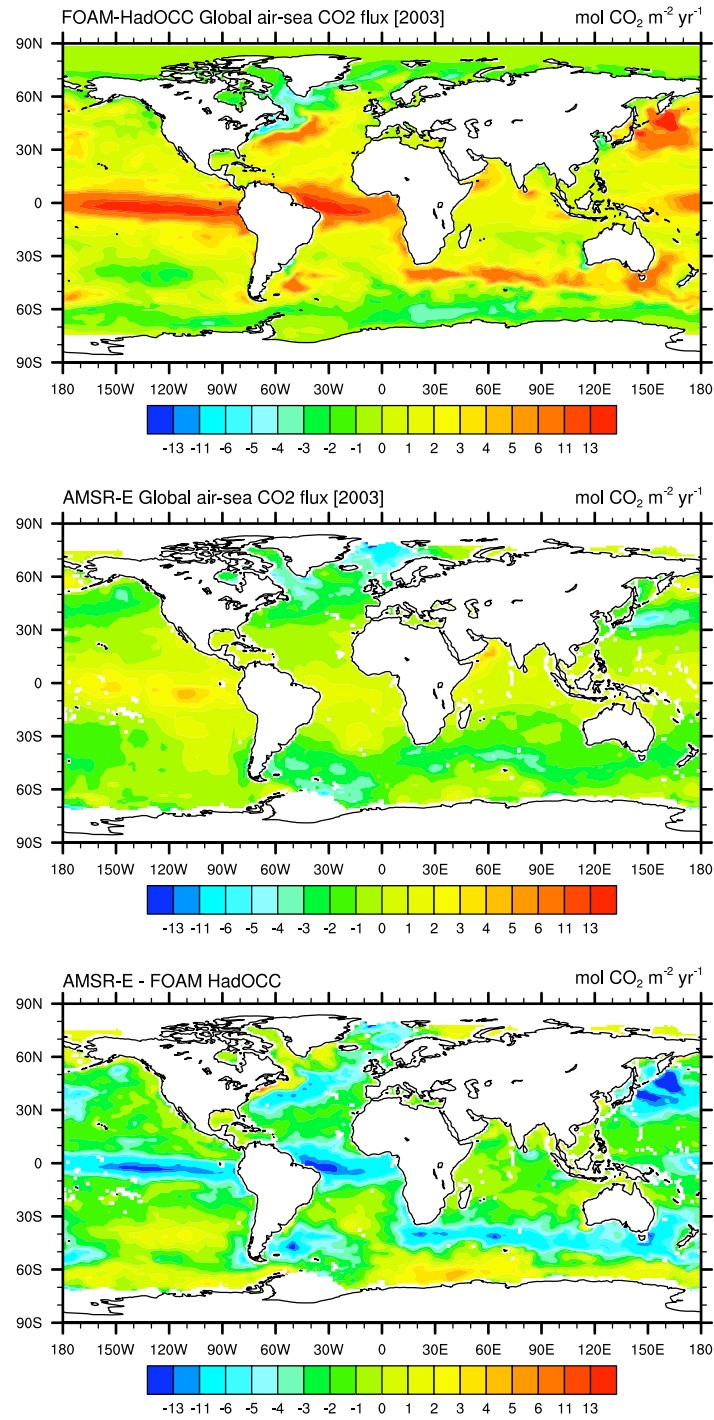 FOAM-HadOCC Global air-sea CO2 flux [2003] mol CO₂ m⁻² yr⁻¹
90N
60N
30N
0
30S
60S
90S
180 150W 120W 90W 60W 30W 0 30E 60E 90E 120E 150E 180
-13 -11 -6 -5 -4 -3 -2 -1 0 1 2 3 4 5 6 11 13
AMSR-E Global air-sea CO2 flux [2003] mol CO₂ m⁻² yr⁻¹
90N
60N
30N
0
30S
60S
90S
180 150W 120W 90W 60W 30W 0 30E 60E 90E 120E 150E 180
-13 -11 -6 -5 -4 -3 -2 -1 0 1 2 3 4 5 6 11 13
AMSR-E - FOAM HadOCC mol CO₂ m⁻² yr⁻¹
90N
60N
30N
0
30S
60S
90S
180 150W 120W 90W 60W 30W 0 30E 60E 90E 120E 150E 180
-13 -11 -6 -5 -4 -3 -2 -1 0 1 2 3 4 5 6 11 13